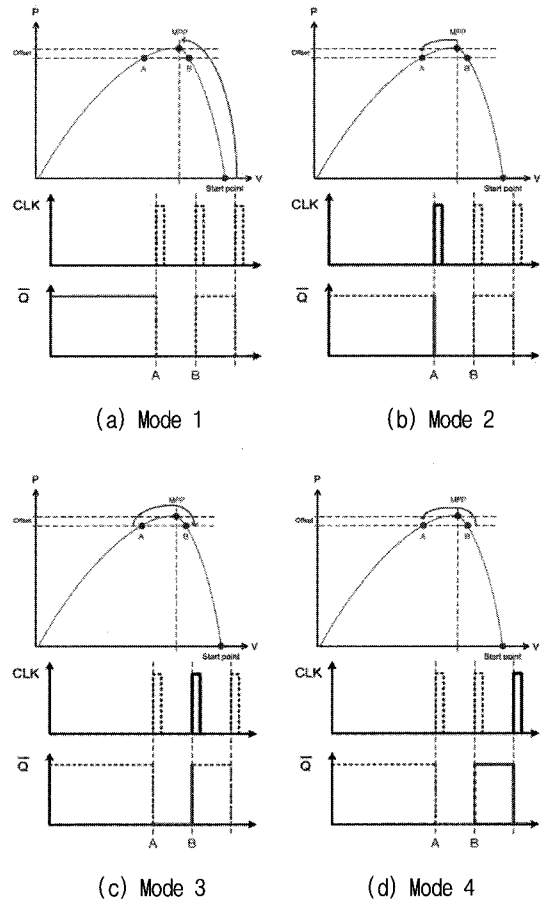 P
MPP
Offset
A
B
V
Start point
CLK
Q
A
B
(a) Mode 1
P
MPP
Offset
A
B
V
Start point
CLK
Q
A
B
(b) Mode 2
P
MPP
Offset
A
B
V
Start point
CLK
Q
A
B
(c) Mode 3
P
MPP
Offset
A
B
V
Start point
CLK
Q
A
B
(d) Mode 4